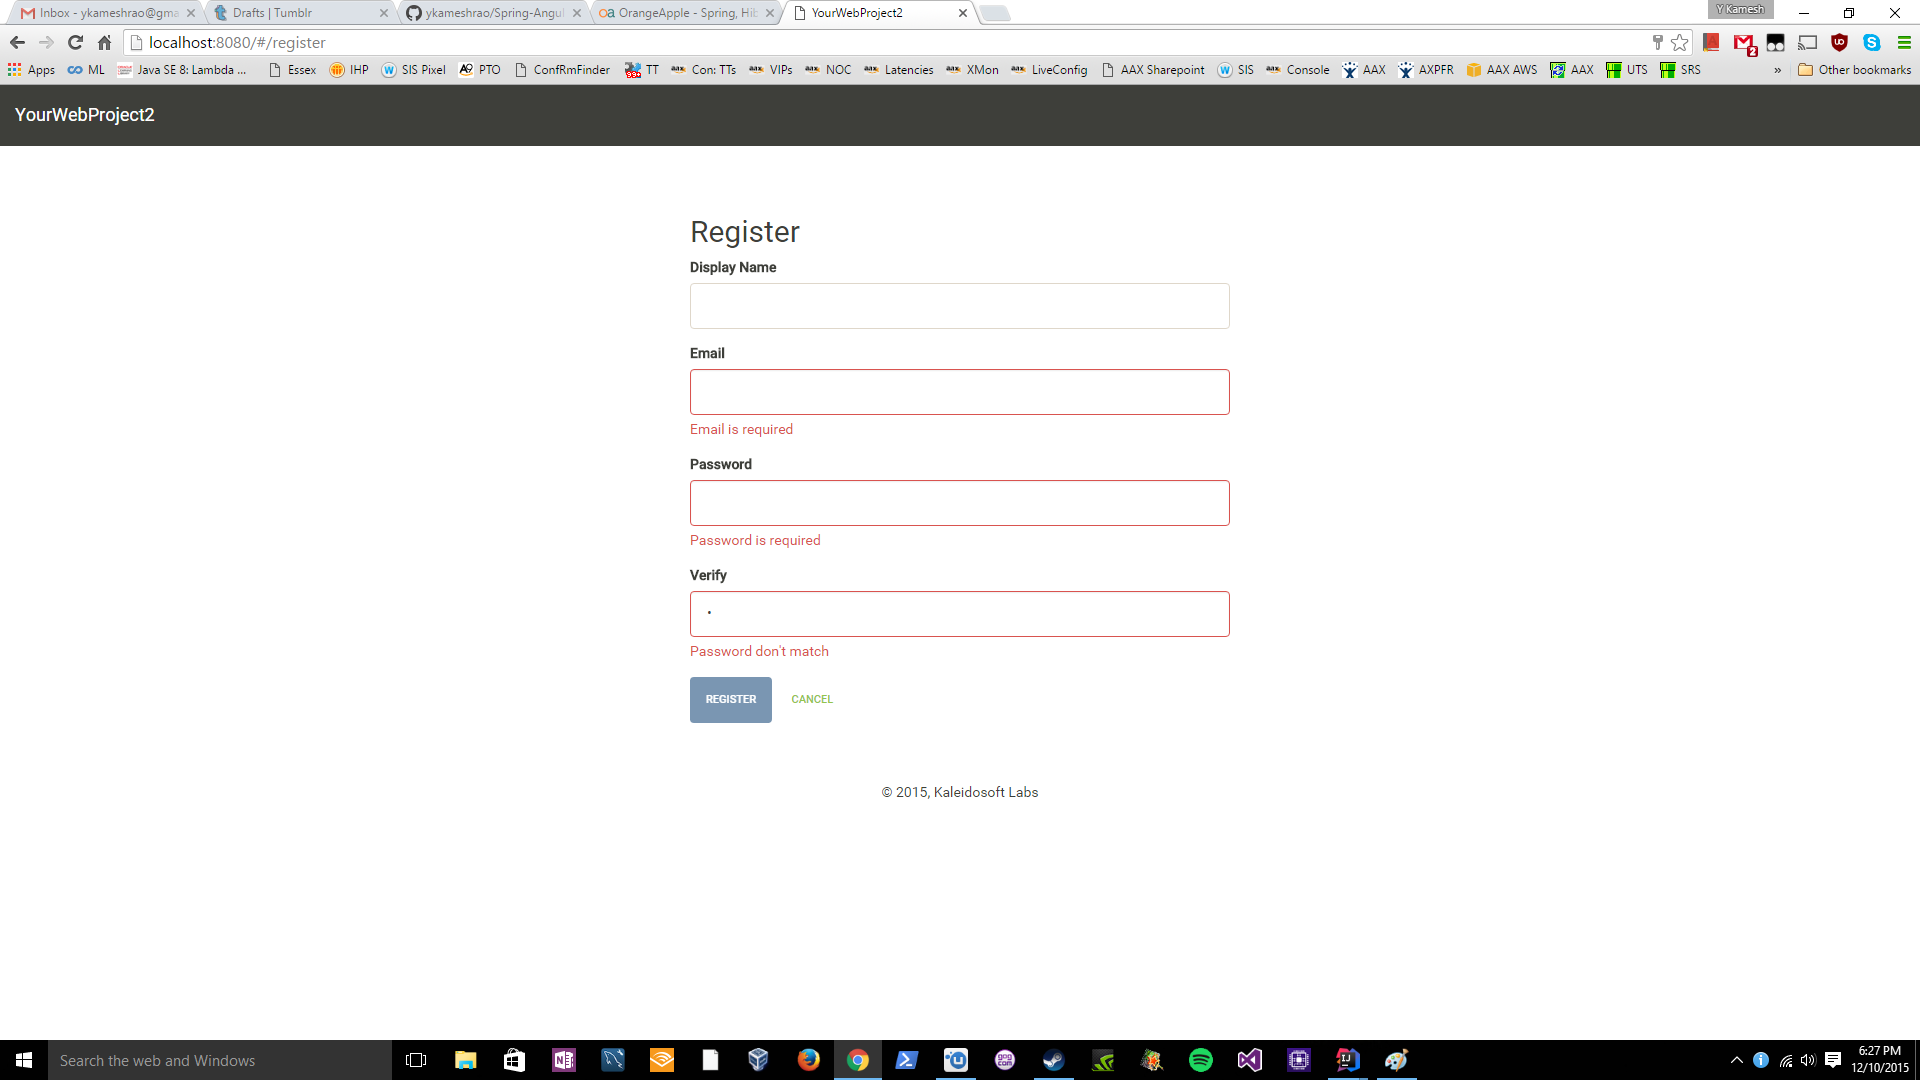 Inbox - ykameshrao@gma
Drafts | Tumblr
ykameshrao/Spring-Angul
OrangeApple - Spring, Hib
YourWebProject2
Y Kamesh
localhost:8080/#/register
Apps ML Java SE 8: Lambda ... Essex IHP SIS Pixel PTO ConfRmFinder TT Con: TTs VIPs NOC Latencies XMon LiveConfig AAX Sharepoint SIS Console AAX AXPFR AAX AWS AAX UTS SRS » Other bookmarks
YourWebProject2
Register
Display Name
Email
Email is required
Password
Password is required
Verify
Password don't match
REGISTER CANCEL
© 2015, Kaleidosoft Labs
Search the web and Windows
6:27 PM
12/10/2015